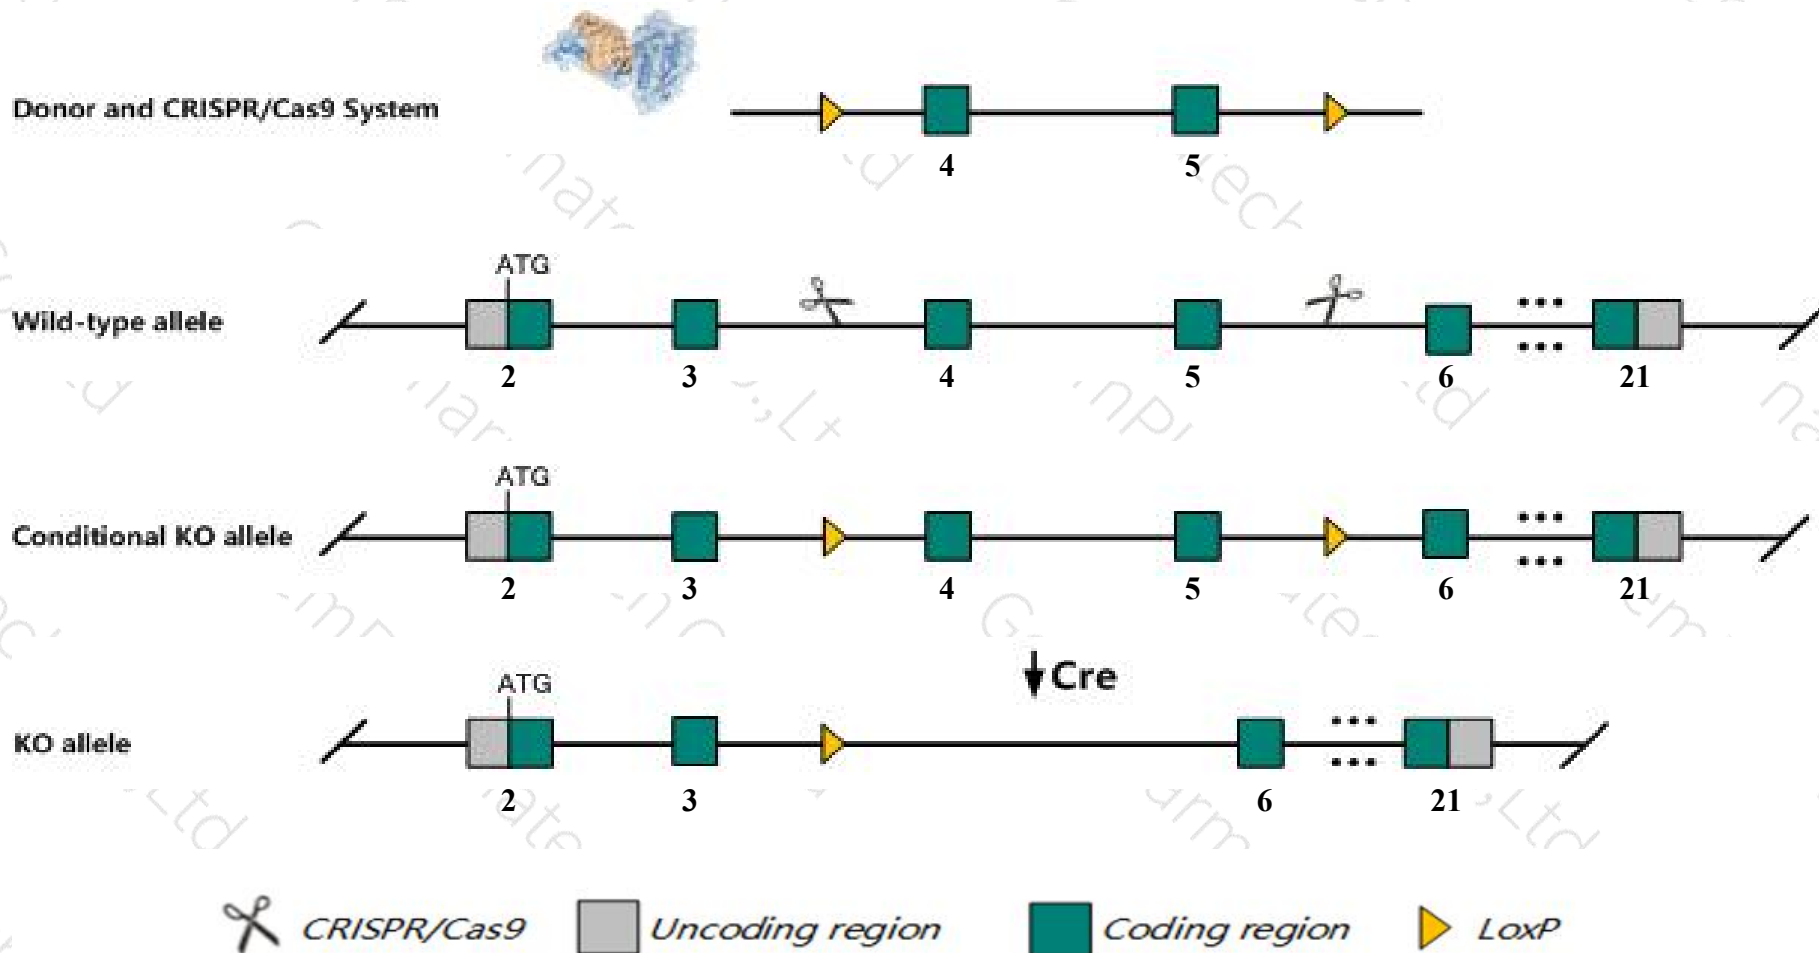 Donor and CRISPR/Cas9 System
4 5
ATG
Wild-type allele
2 3 4 5 6 21
ATG
Conditional KO allele
2 3 4 5 6 21
Cre
ATG
KO allele
2 3 6 21
CRISPR/Cas9 Uncoding region Coding region LoxP